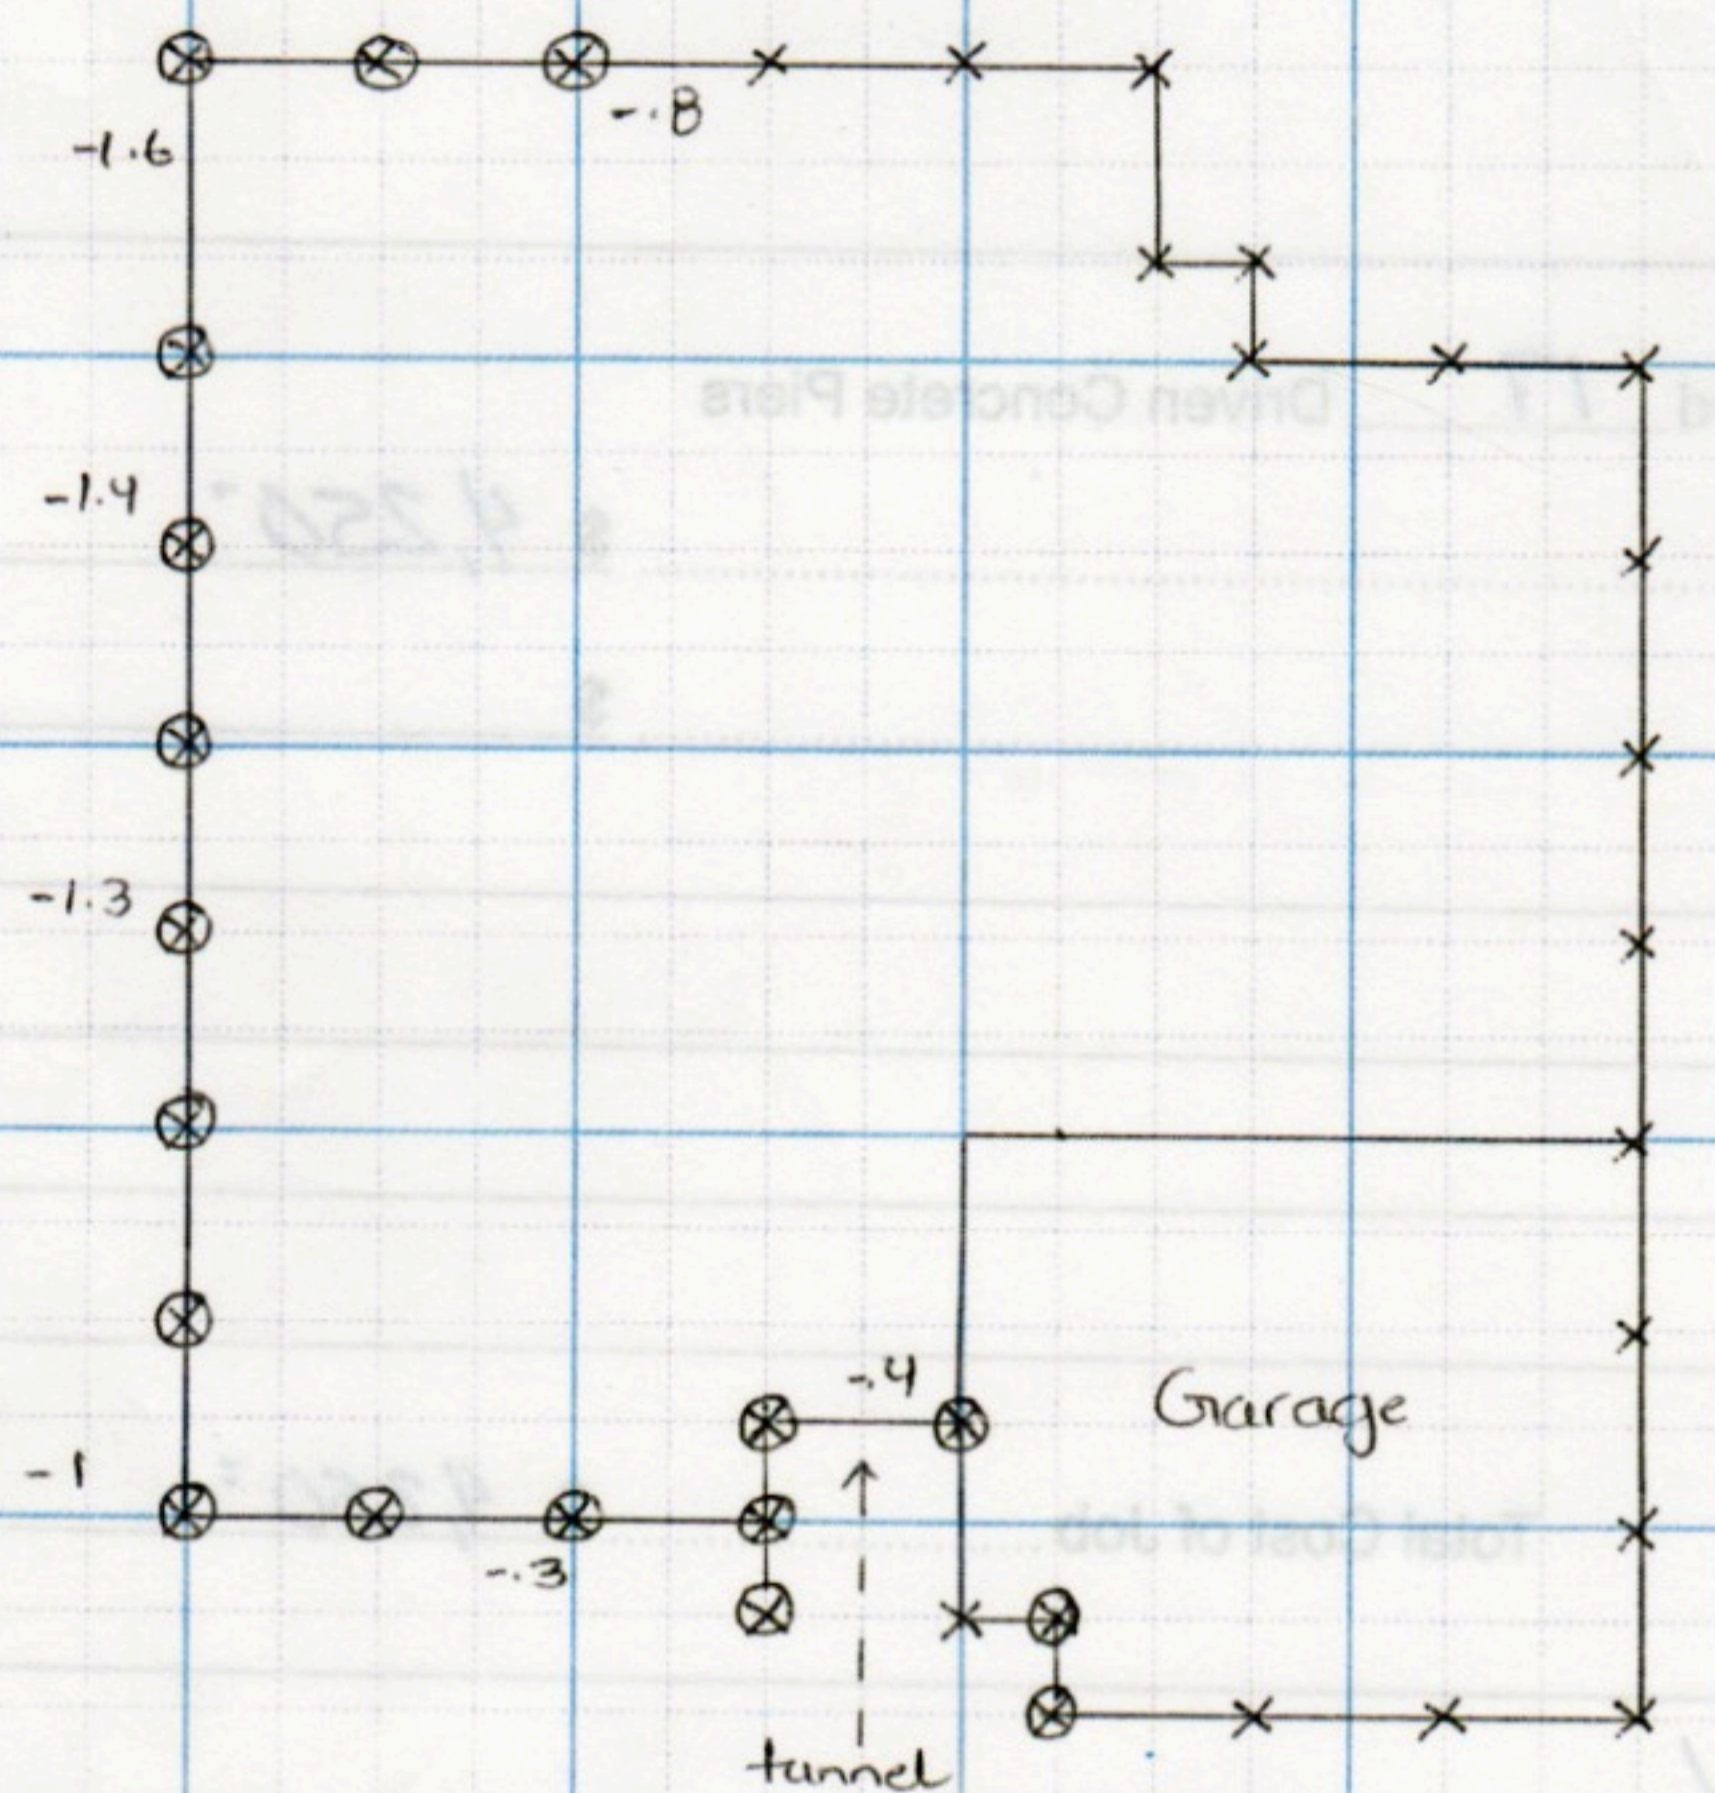 -.8
-1.6
Driven Concrete Piers
-1.4
$ 4250-
$
-1.3
-.4
Garage
-1
Total Cost of Job
-.3
tunnel